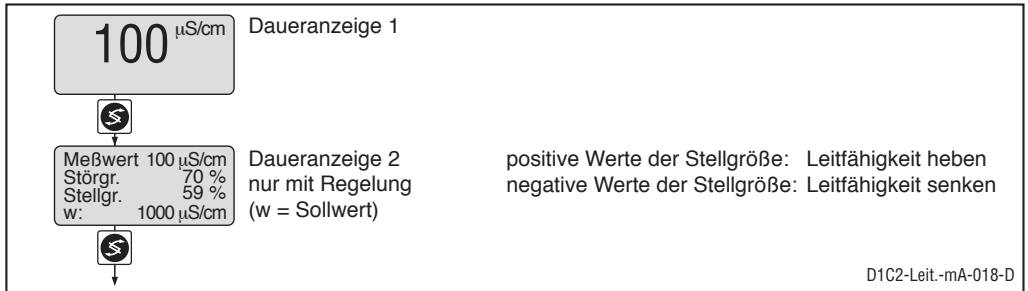 100 µS/cm
Daueranzeige 1
Meßwert 100 µS/cm
Störgr. 70 %
Stellgr. 59 %
w: 1000 µS/cm
Daueranzeige 2
nur mit Regelung
(w = Sollwert)
positive Werte der Stellgröße: Leitfähigkeit heben
negative Werte der Stellgröße: Leitfähigkeit senken
D1C2-Leit.-mA-018-D